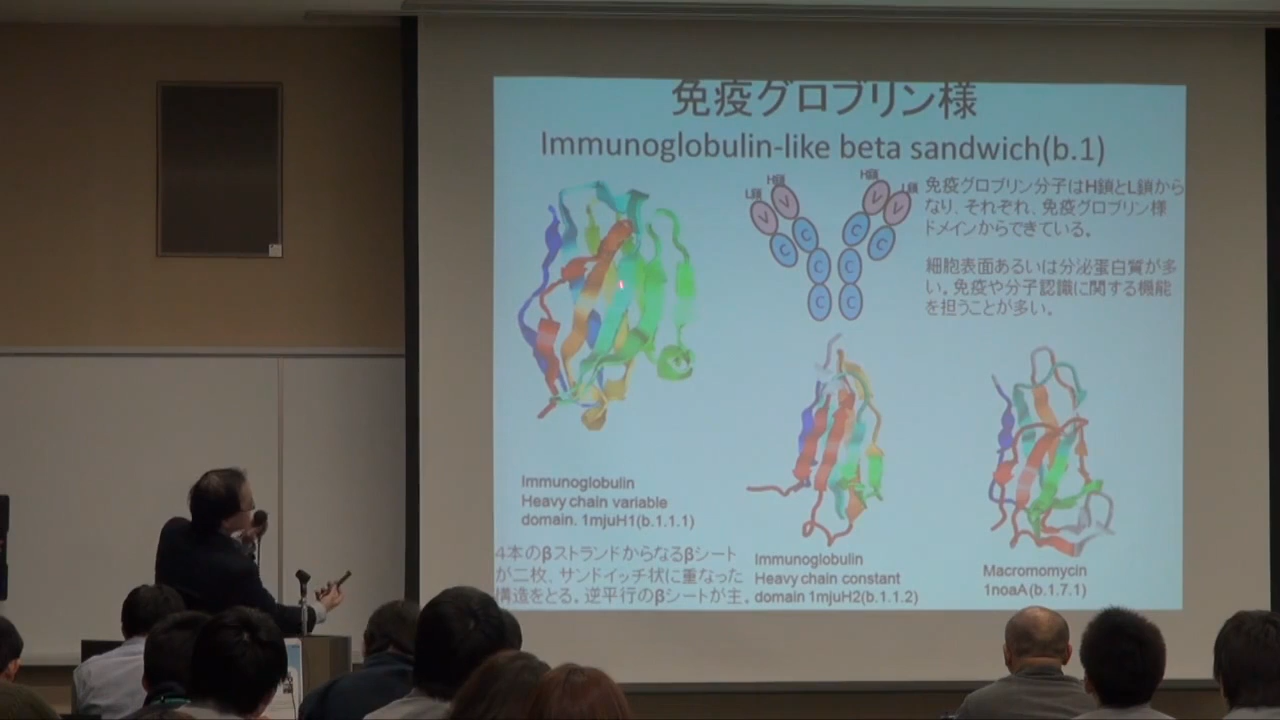 免疫グロブリン様
Immunoglobulin-like beta sandwich(b.1)
L鎖
H鎖
H鎖
L鎖
V
V
V
V
C
C
C
C
C
C
C
C
免疫グロブリン分子はH鎖とL鎖から
なり、それぞれ、免疫グロブリン様
ドメインからできている。
細胞表面あるいは分泌蛋白質が多
い。免疫や分子認識に関する機能
を担うことが多い。
Immunoglobulin
Heavy chain variable
domain. 1mjuH1(b.1.1.1)
4本のβストランドからなるβシート
が二枚、サンドイッチ状に重なった
構造をとる。逆平行のβシートが主。
Immunoglobulin
Heavy chain constant
domain 1mjuH2(b.1.1.2)
Macromomycin
1noaA(b.1.7.1)